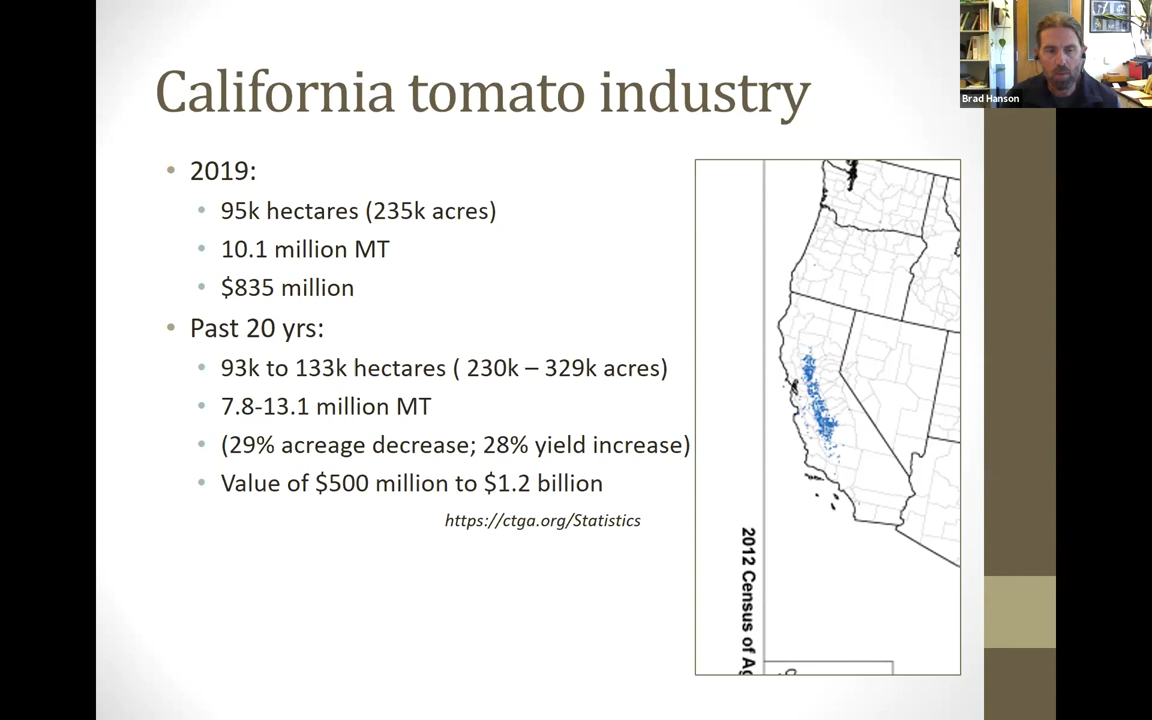 California tomato industry
Brad Hanson
2019:
95k hectares (235k acres)
10.1 million MT
$835 million
Past 20 yrs:
93k to 133k hectares ( 230k – 329k acres)
7.8-13.1 million MT
(29% acreage decrease; 28% yield increase)
Value of $500 million to $1.2 billion
https://ctga.org/Statistics
2012 Census of